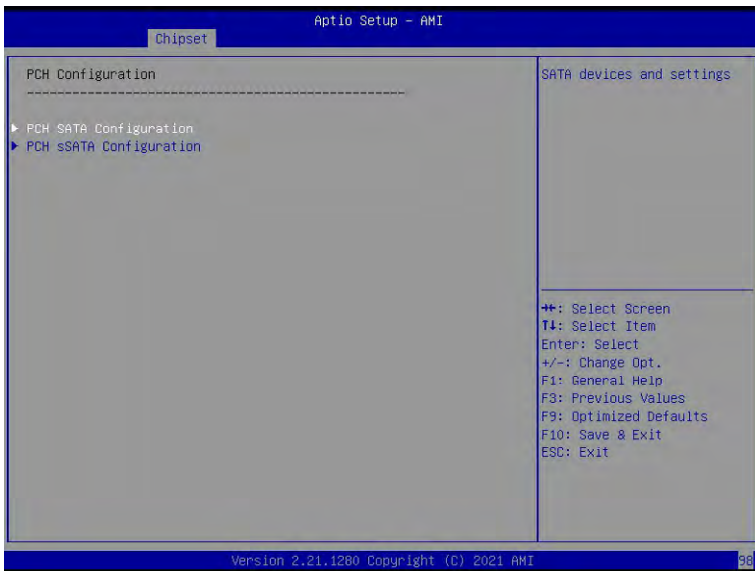 Aptio Setup – AMI
Chipset
PCH Configuration
--------------------------------------------------
▶ PCH SATA Configuration
▶ PCH sSATA Configuration
SATA devices and settings
→←: Select Screen
↑↓: Select Item
Enter: Select
+/-: Change Opt.
F1: General Help
F3: Previous Values
F9: Optimized Defaults
F10: Save & Exit
ESC: Exit
Version 2.21.1280 Copyright (C) 2021 AMI
98